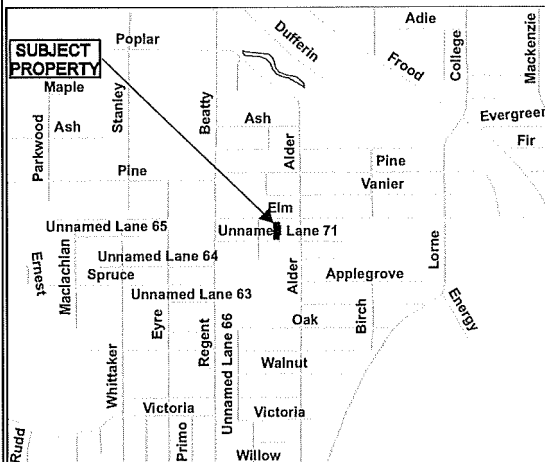 Adie
Dufferin
Poplar
SUBJECT
PROPERTY
College
Mackenzie
Frood
Maple
Stanley
Beatty
Ash
Ash
Evergreen
Fir
Parkwood
Alder
Pine
Pine
Vanier
Elm
Unnamed Lane 65
Unnamed Lane 71
Lorne
Ernest
Maclachlan
Unnamed Lane 64
Spruce
Alder
Applegrove
Unnamed Lane 63
Energy
Eyre
Regent
Unnamed Lane 66
Oak
Birch
Whittaker
Walnut
Victoria
Victoria
Rudd
Primo
Willow